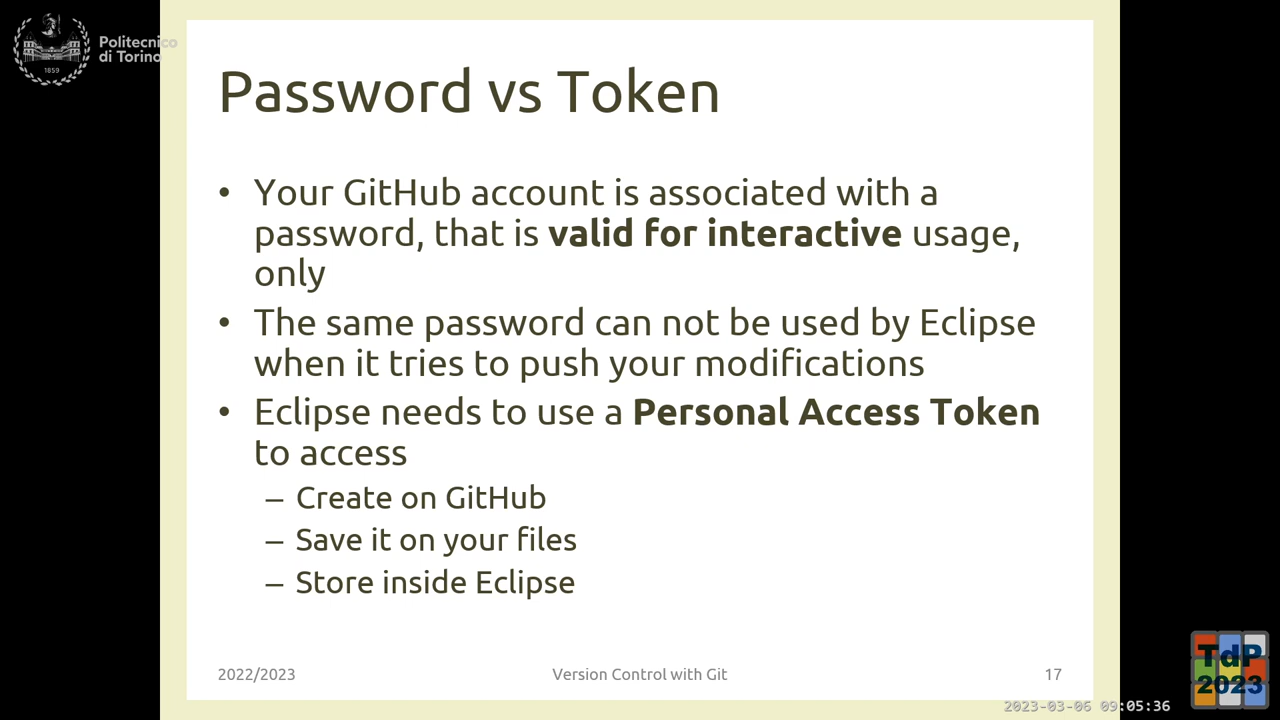 Politecnico
di Torino
1859
Password vs Token
• Your GitHub account is associated with a
password, that is valid for interactive usage,
only
• The same password can not be used by Eclipse
when it tries to push your modifications
• Eclipse needs to use a Personal Access Token
to access
– Create on GitHub
– Save it on your files
– Store inside Eclipse
2022/2023
Version Control with Git
17
TdP
2023
2023-03-06 09:05:36